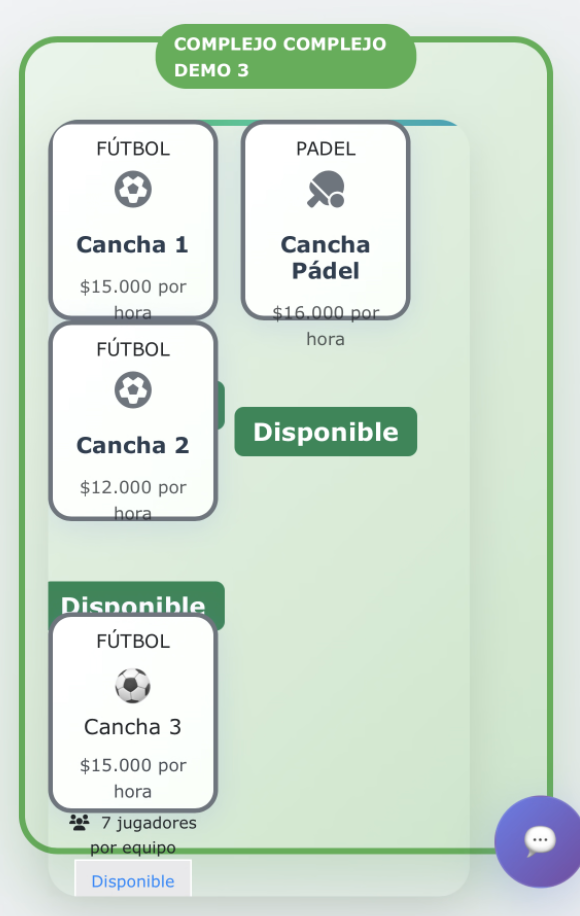 COMPLEJO COMPLEJO
DEMO 3
FÚTBOL
Cancha 1
$15.000 por
hora
PADEL
Cancha
Pádel
$16.000 por
hora
Disponible
FÚTBOL
Cancha 2
$12.000 por
hora
Disponible
FÚTBOL
Cancha 3
$15.000 por
hora
7 jugadores
por equipo
Disponible